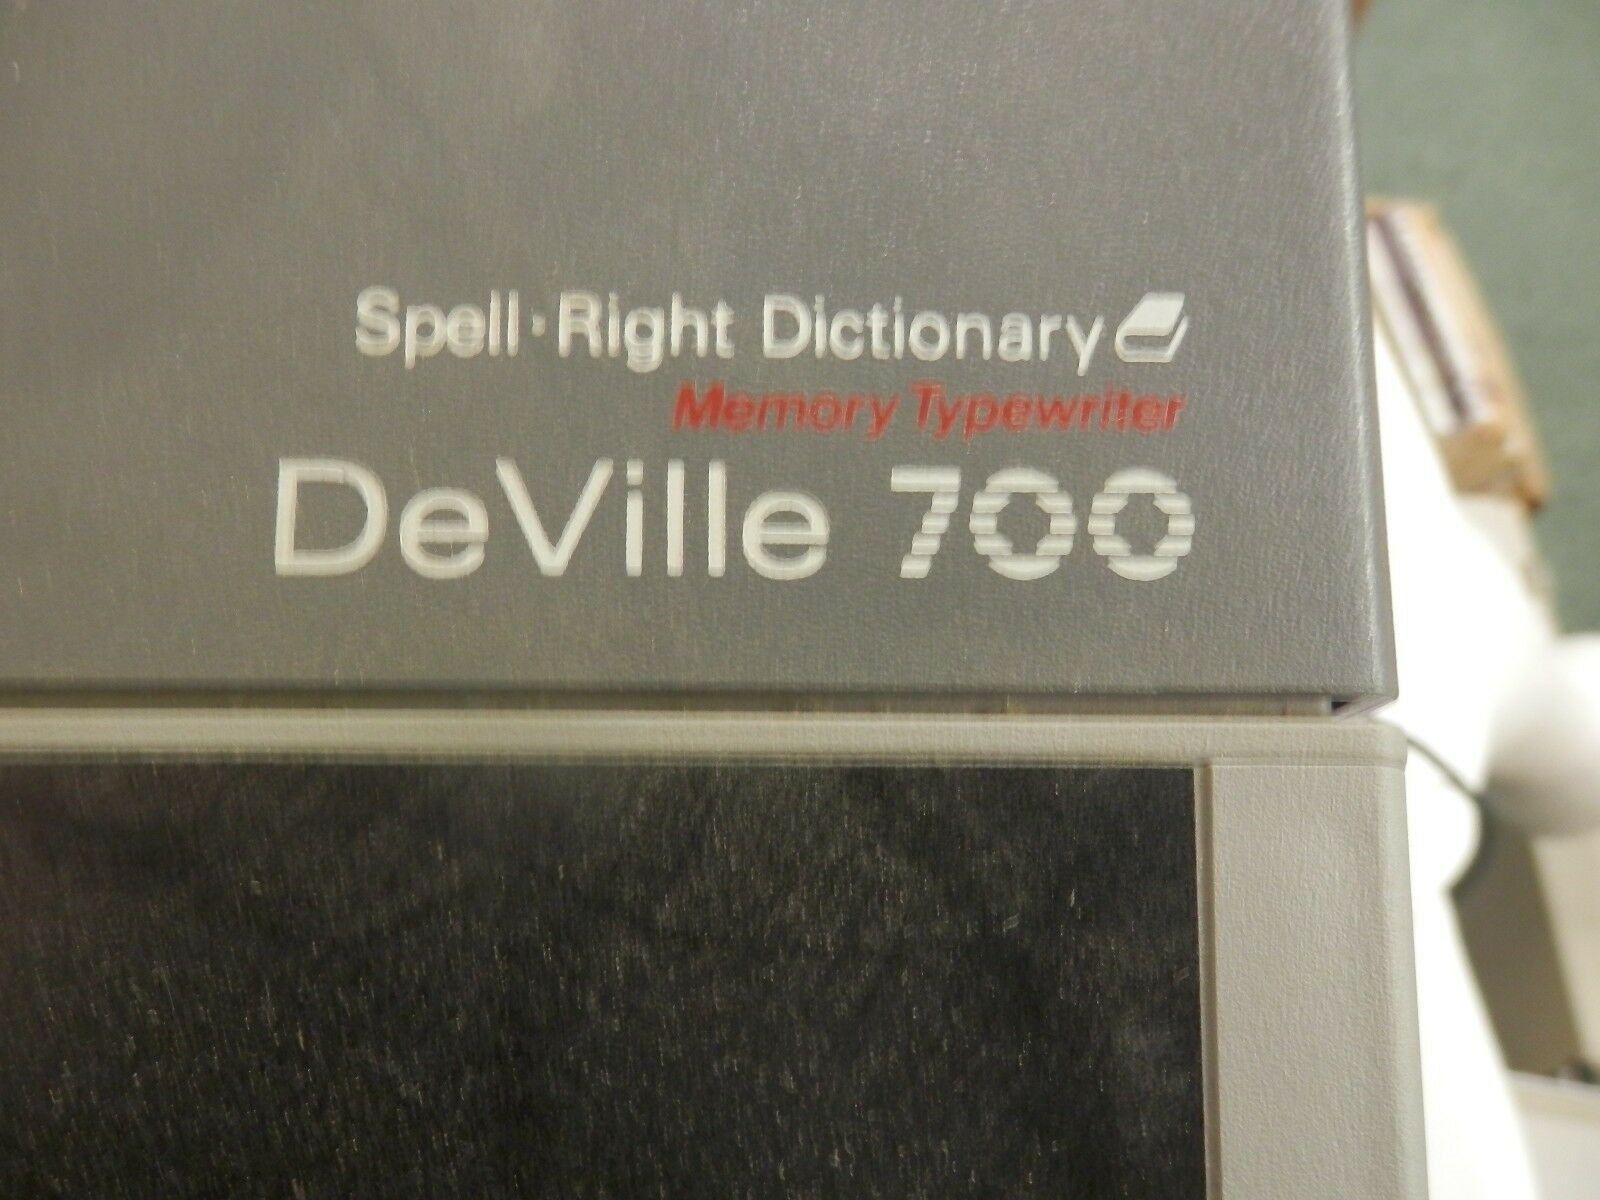 Spell·Right Dictionary
Memory Typewriter
DeVille 700